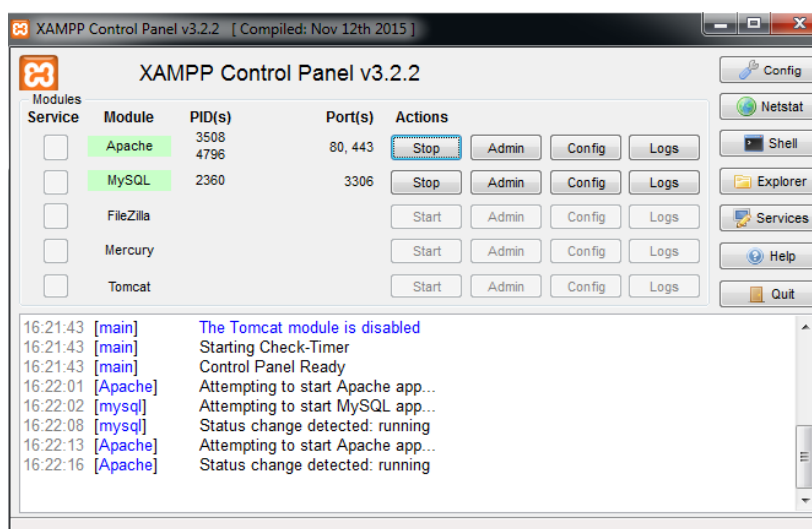 XAMPP Control Panel v3.2.2 [ Compiled: Nov 12th 2015 ]
XAMPP Control Panel v3.2.2
Config
Modules
Service Module PID(s) Port(s) Actions
Netstat
Apache 3508 4796 80, 443 Stop Admin Config Logs
Shell
MySQL 2360 3306 Stop Admin Config Logs
Explorer
FileZilla Start Admin Config Logs
Services
Mercury Start Admin Config Logs
Help
Tomcat Start Admin Config Logs
Quit
16:21:43 [main] The Tomcat module is disabled
16:21:43 [main] Starting Check-Timer
16:21:43 [main] Control Panel Ready
16:22:01 [Apache] Attempting to start Apache app...
16:22:02 [mysql] Attempting to start MySQL app...
16:22:08 [mysql] Status change detected: running
16:22:13 [Apache] Attempting to start Apache app...
16:22:16 [Apache] Status change detected: running